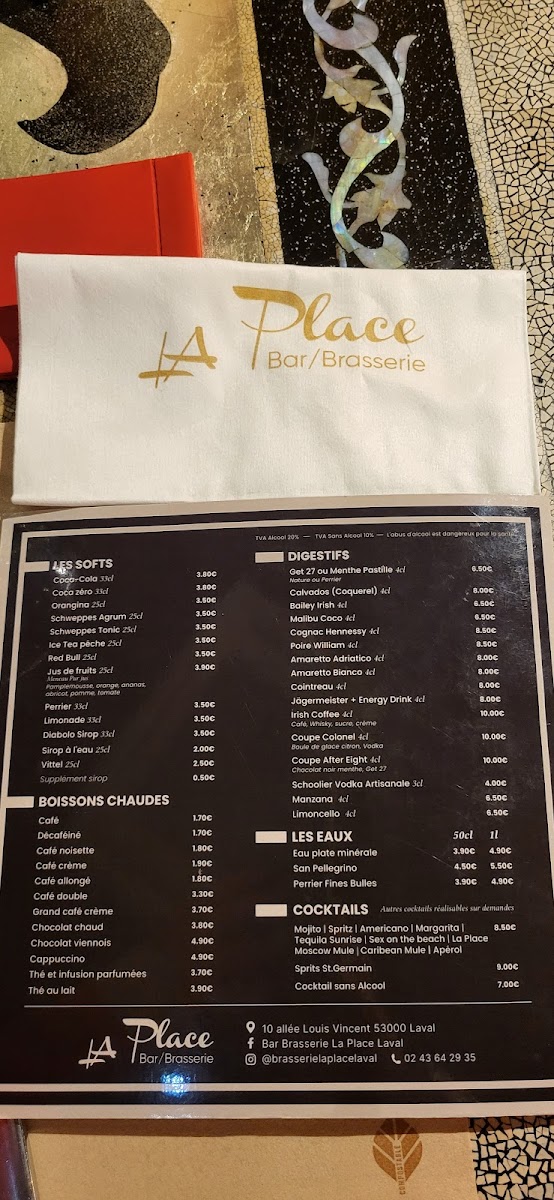 LA Place
Bar/Brasserie
TVA Alcool 20% — TVA Sans Alcool 10% — L'abus d'alcool est dangereux pour la santé
LES SOFTS
Coca-Cola 33cl 3.80€
Coca zéro 33cl 3.80€
Orangina 25cl 3.50€
Schweppes Agrum 25cl 3.50€
Schweppes Tonic 25cl 3.50€
Ice Tea pêche 25cl 3.50€
Red Bull 25cl 3.50€
Jus de fruits 25cl 3.90€
Meneau Pur jus
Pamplemousse, orange, ananas,
abricot, pomme, tomate
Perrier 33cl 3.50€
Limonade 33cl 3.50€
Diabolo Sirop 33cl 3.60€
Sirop à l'eau 25cl 2.00€
Vittel 25cl 2.50€
Supplément sirop 0.50€
BOISSONS CHAUDES
Café 1.70€
Décaféiné 1.70€
Café noisette 1.80€
Café crème 1.90€
Café allongé 1.80€
Café double 3.30€
Grand café crème 3.70€
Chocolat chaud 3.80€
Chocolat viennois 4.90€
Cappuccino 4.90€
Thé et infusion parfumées 3.70€
Thé au lait 3.90€
DIGESTIFS
Get 27 ou Menthe Pastille 4cl 6.50€
Nature ou Perrier
Calvados (Coquerel) 4cl 8.00€
Bailey Irish 4cl 6.50€
Malibu Coco 4cl 6.50€
Cognac Hennessy 4cl 8.50€
Poire William 4cl 8.50€
Amaretto Adriatico 4cl 8.00€
Amaretto Bianco 4cl 8.00€
Cointreau 4cl 8.00€
Jägermeister + Energy Drink 4cl 8.00€
Irish Coffee 4cl 10.00€
Café, Whisky, sucre, crème
Coupe Colonel 4cl 10.00€
Boule de glace citron, Vodka
Coupe After Eight 4cl 10.00€
Chocolat noir menthe, Get 27
Schoolier Vodka Artisanale 3cl 4.00€
Manzana 4cl 6.50€
Limoncello 4cl 6.50€
LES EAUX 50cl 1l
Eau plate minérale 3.90€ 4.90€
San Pellegrino 4.50€ 5.50€
Perrier Fines Bulles 3.90€ 4.90€
COCKTAILS Autres cocktails réalisables sur demandes
Mojito | Spritz | Americano | Margarita | 8.50€
Tequila Sunrise | Sex on the beach | La Place
Moscow Mule | Caribean Mule | Apérol
Sprits St.Germain 9.00€
Cocktail sans Alcool 7.00€
LA Place
Bar/Brasserie
10 allée Louis Vincent 53000 Laval
Bar Brasserie La Place Laval
@brasserielaplacelaval 02 43 64 29 35
COMPOSTABLE